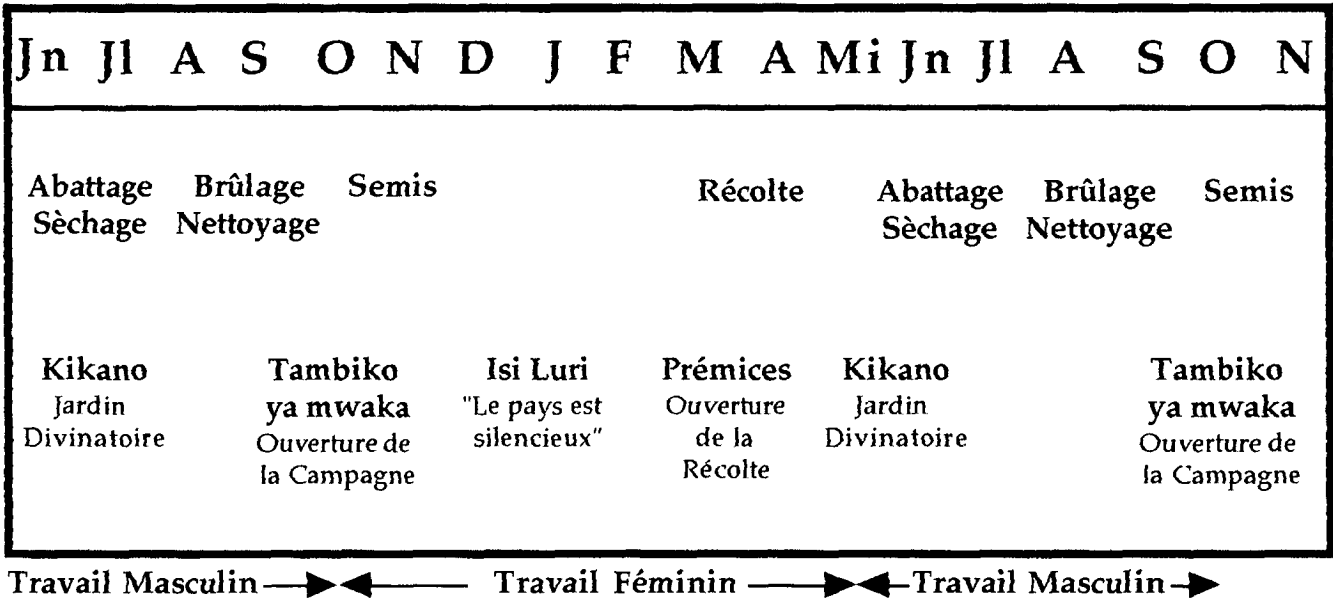 Jn Jl A S O N D J F M A Mi Jn Jl A S O N
Abattage Brûlage Semis Récolte Abattage Brûlage Semis
Sèchage Nettoyage Sèchage Nettoyage
Kikano Tambiko Isi Luri Prémices Kikano Tambiko
Jardin ya mwaka "Le pays est Ouverture Jardin ya mwaka
Divinatoire Ouverture de silencieux" de la Divinatoire Ouverture de
la Campagne Récolte la Campagne
Travail Masculin Travail Féminin Travail Masculin